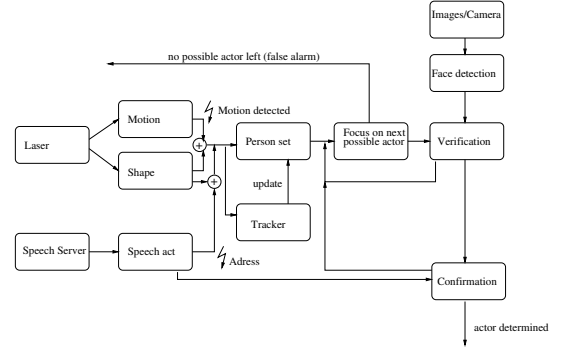 Images/Camera
no possible actor left (false alarm)
Face detection
Motion detected
Motion
Laser
Person set
Focus on next
possible actor
Verification
Shape
update
Tracker
Speech Server
Speech act
Adress
Confirmation
actor determined